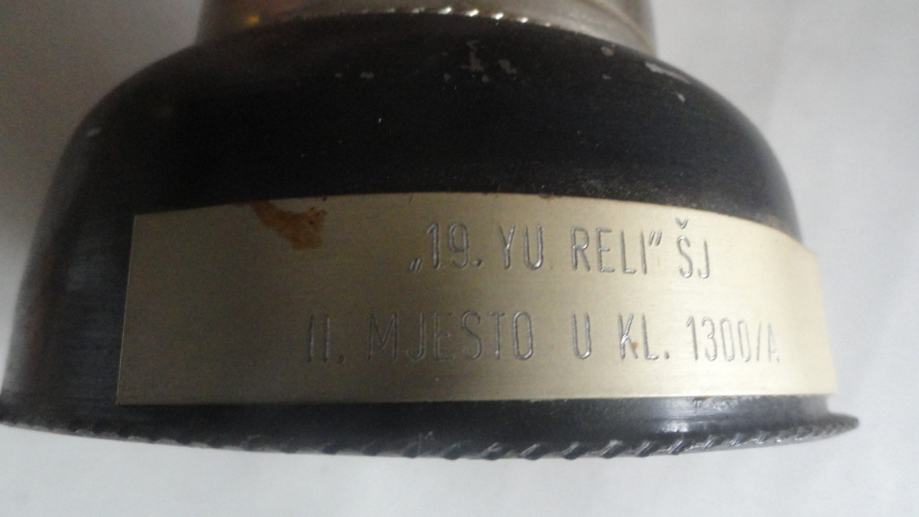 „19. YU RELI” ŠJ
II. MJESTO U KL. 1300/A